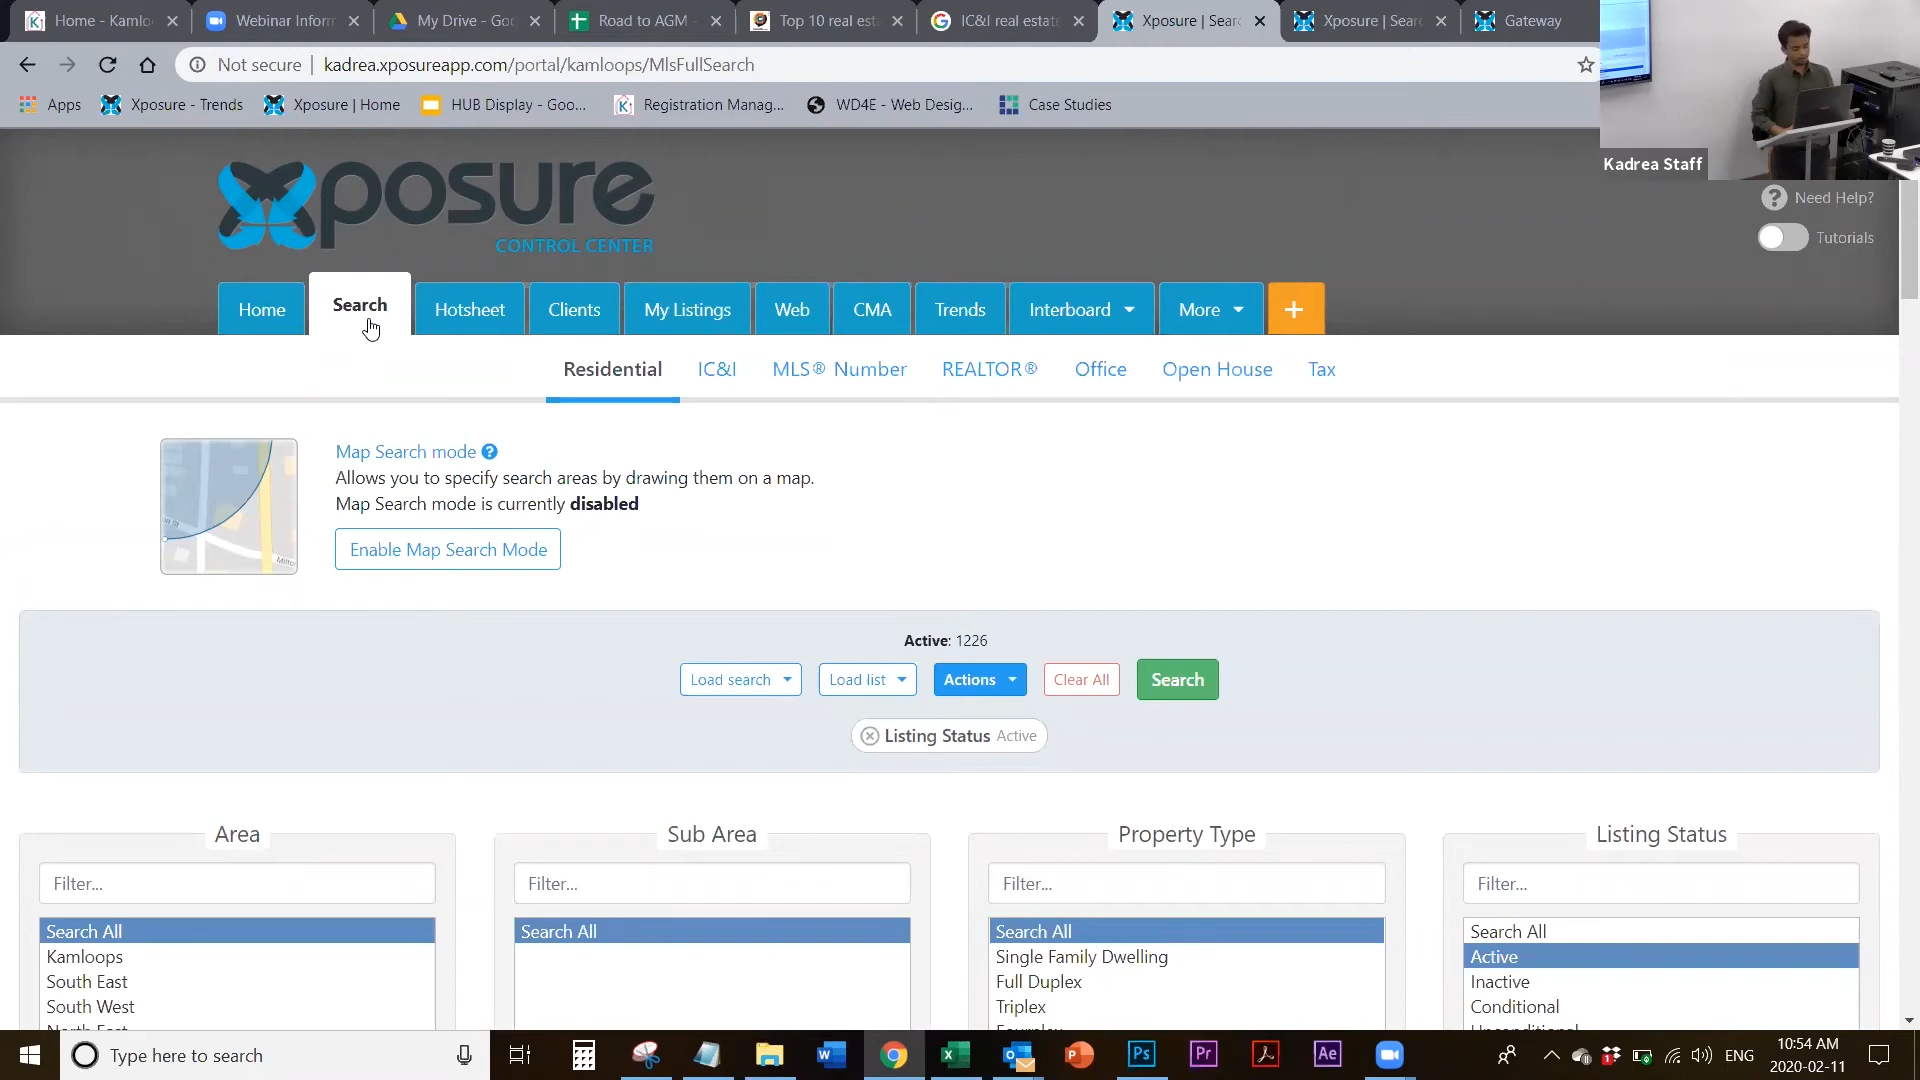 Home - Kamlo
Webinar Inform
My Drive - Goo
Road to AGM -
Top 10 real esta
IC&I real estate
Xposure | Searc
Xposure | Searc
Gateway
Not secure | kadrea.xposureapp.com/portal/kamloops/MlsFullSearch
Apps
Xposure - Trends
Xposure | Home
HUB Display - Goo...
Registration Manag...
WD4E - Web Desig...
Case Studies
Kadrea Staff
Xposure
CONTROL CENTER
Need Help?
Tutorials
Home
Search
Hotsheet
Clients
My Listings
Web
CMA
Trends
Interboard
More
+
Residential
IC&I
MLS® Number
REALTOR®
Office
Open House
Tax
Map Search mode
Allows you to specify search areas by drawing them on a map.
Map Search mode is currently disabled
Enable Map Search Mode
Active: 1226
Load search
Load list
Actions
Clear All
Search
Listing Status Active
Area
Sub Area
Property Type
Listing Status
Filter...
Filter...
Filter...
Filter...
Search All
Kamloops
South East
South West
North East
Search All
Search All
Single Family Dwelling
Full Duplex
Triplex
Fourplex
Search All
Active
Inactive
Conditional
Unconditional
Type here to search
ENG
10:54 AM
2020-02-11